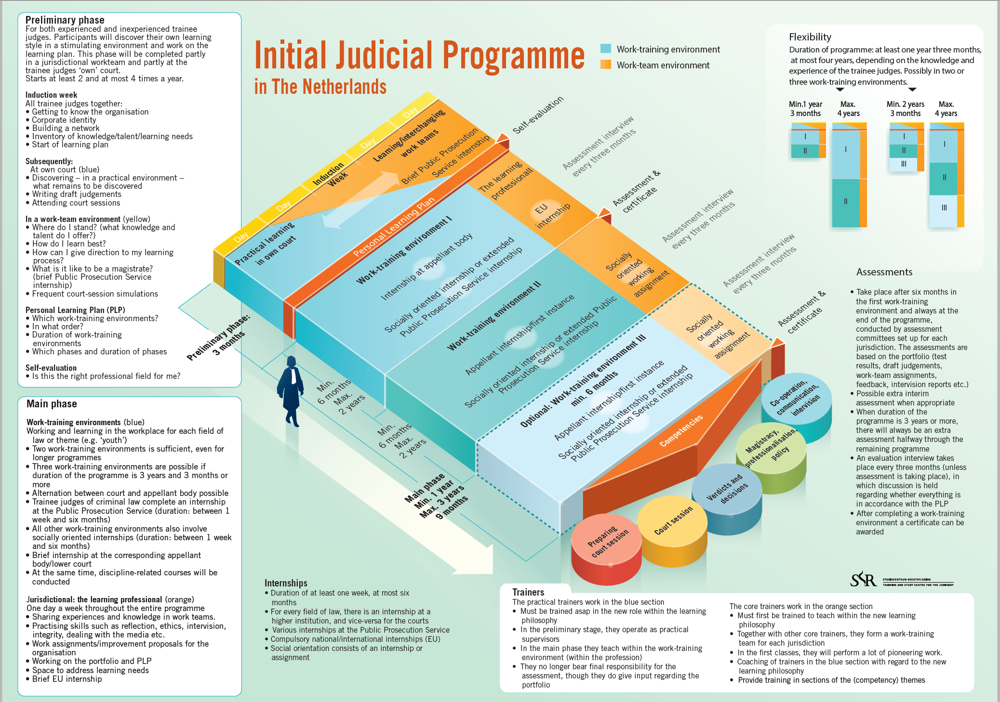 Preliminary phase
For both experienced and inexperienced trainee
judges. Participants will discover their own learning
style in a stimulating environment and work on the
learning plan. This phase will be completed partly
in a jurisdictional workteam and partly at the
trainee judges ‘own’ court.
Starts at least 2 and at most 4 times a year.
Induction week
All trainee judges together:
• Getting to know the organisation
• Corporate identity
• Building a network
• Inventory of knowledge/talent/learning needs
• Start of learning plan
Subsequently:
At own court (blue)
• Discovering – in a practical environment –
what remains to be discovered
• Writing draft judgements
• Attending court sessions
In a work-team environment (yellow)
• Where do I stand? (what knowledge and
talent do I offer?)
• How do I learn best?
• How can I give direction to my learning
process?
• What is it like to be a magistrate?
(brief Public Prosecution Service
internship)
• Frequent court-session simulations
Personal Learning Plan (PLP)
• Which work-training environments?
• In what order?
• Duration of work-training
environments
• Which phases and duration of phases
Self-evaluation
• Is this the right professional field for me?
Main phase
Work-training environments (blue)
Working and learning in the workplace for each field of
law or theme (e.g. ‘youth’)
• Two work-training environments is sufficient, even for
longer programmes
• Three work-training environments are possible if
duration of the programme is 3 years and 3 months or
more
• Alternation between court and appellant body possible
• Trainee judges of criminal law complete an internship
at the Public Prosecution Service (duration: between 1
week and six months)
• All other work-training environments also involve
socially oriented internships (duration: between 1 week
and six months)
• Brief internship at the corresponding appellant
body/lower court
• At the same time, discipline-related courses will be
conducted
Jurisdictional: the learning professional (orange)
One day a week throughout the entire programme
• Sharing experiences and knowledge in work teams.
• Practising skills such as reflection, ethics, intervision,
integrity, dealing with the media etc.
• Work assignments/improvement proposals for the
organisation
• Working on the portfolio and PLP
• Space to address learning needs
• Brief EU internship
Initial Judicial Programme
in The Netherlands
Work-training environment
Work-team environment
Day
Day
Induction
Week
Day
Day
Learning/interchanging
work teams
Brief Public Prosecution
Service internship
Practical learning
in own court
Personal Learning Plan
Self-evaluation
The learning
professionall
EU
internship
Work-training environment I
Internship at appellant body
Socially oriented internship or extended
Public Prosecution Service internship
Assessment interview
every three months
Assessment &
certificate
Socially
oriented
working
assignment
Work-training environment II
Appellant internship/first instance
Socially oriented internship or extended Public
Prosecution Service internship
Assessment interview
every three months
Assessment interview
every three months
Socially
oriented
working
assignment
Optional: Work-training environment III
min. 6 months
Appellant internship/first instance
Socially oriented internship or extended
Public Prosecution Service internship
Assessment &
certificate
Preliminary phase:
3 months
Min.
6 months
Max.
2 years
Min.
6 months
Max.
2 years
Main phase
Min. 1 year
Max. 3 years
9 months
Competencies
Co-operation,
communication,
intervision
Magistracy,
professionalisation,
policy
Verdicts and
decisions
Court session
Preparing
court session
Flexibility
Duration of programme: at least one year three months,
at most four years, depending on the knowledge and
experience of the trainee judges. Possibly in two or
three work-training environments.
Min.1 year
3 months
Max.
4 years
Min. 2 years
3 months
Max.
4 years
I
II
I
II
I
II
III
I
II
III
Assessments
• Take place after six months in
the first work-training
environment and always at the
end of the programme,
conducted by assessment
committees set up for each
jurisdiction. The assessments are
based on the portfolio (test
results, draft judgements,
work-team assignments,
feedback, intervision reports etc.)
• Possible extra interim
assessment when appropriate
• When duration of the
programme is 3 years or more,
there will always be an extra
assessment halfway through the
remaining programme
• An evaluation interview takes
place every three months (unless
assessment is taking place), in
which discussion is held
regarding whether everything is
in accordance with the PLP
• After completing a work-training
environment a certificate can be
awarded
SSR
STUDIECENTRUM RECHTSPLEGING
TRAINING AND STUDY CENTRE FOR THE JUDICIARY
Internships
• Duration of at least one week, at most six
months
• For every field of law, there is an internship at a
higher institution, and vice-versa for the courts
• Various internships at the Public Prosecution Service
• Compulsory national/international internships (EU)
• Social orientation consists of an internship or
assignment
Trainers
The practical trainers work in the blue section
• Must be trained asap in the new role within the learning
philosophy
• In the preliminary stage, they operate as practical
supervisors
• In the main phase they teach within the work-training
environment (within the profession)
• They no longer bear final responsibility for the
assessment, though they do give input regarding the
portfolio
The core trainers work in the orange section
• Must first be trained to teach within the new learning
philosophy
• Together with other core trainers, they form a work-training
team for each jurisdiction
• In the first classes, they will perform a lot of pioneering work.
• Coaching of trainers in the blue section with regard to the new
learning philosophy
• Provide training in sections of the (competency) themes